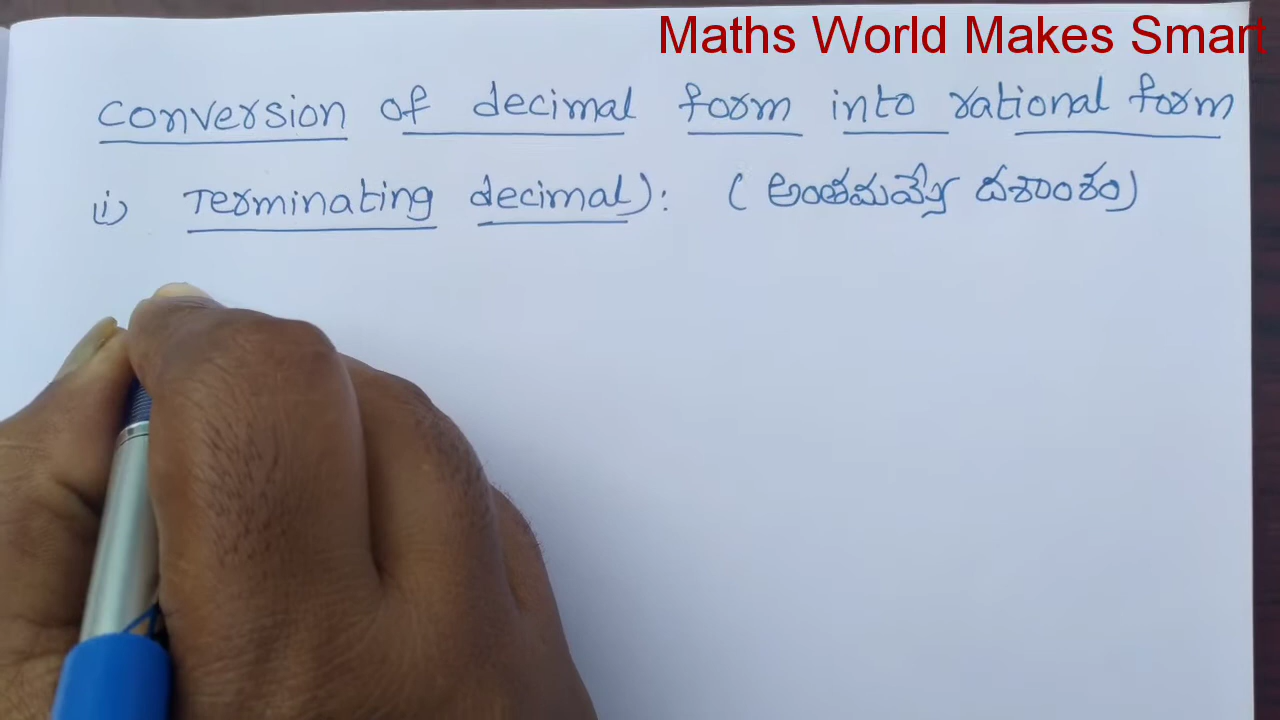 Maths World Makes Smart
conversion of decimal form into rational form
i) Terminating decimal): (అంతమయ్యే దశాంశం)